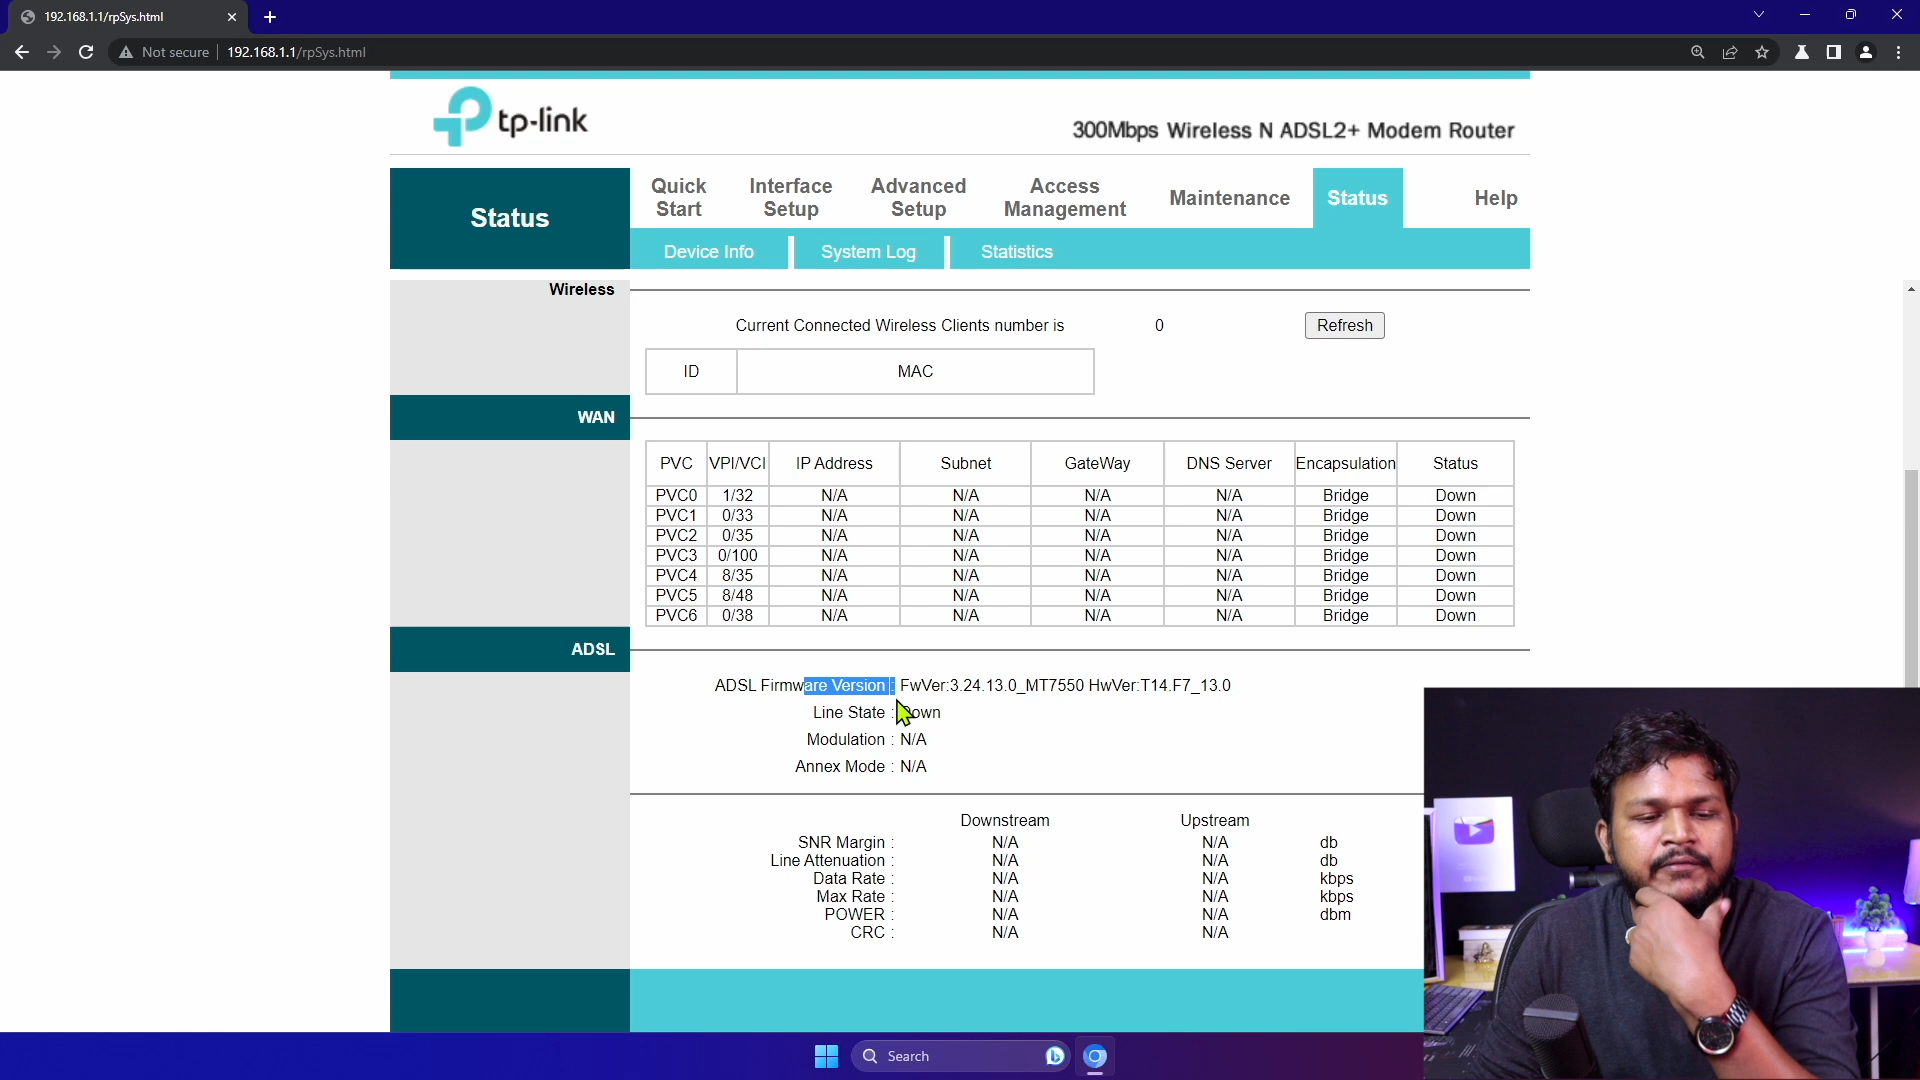 192.168.1.1/rpSys.html
Not secure
192.168.1.1/rpSys.html
tp-link
300Mbps Wireless N ADSL2+ Modem Router
Status
Quick Start
Interface Setup
Advanced Setup
Access Management
Maintenance
Status
Help
Device Info
System Log
Statistics
Wireless
Current Connected Wireless Clients number is 0
Refresh
ID MAC
WAN
PVC VPI/VCI IP Address Subnet GateWay DNS Server Encapsulation Status
PVC0 1/32 N/A N/A N/A N/A Bridge Down
PVC1 0/33 N/A N/A N/A N/A Bridge Down
PVC2 0/35 N/A N/A N/A N/A Bridge Down
PVC3 0/100 N/A N/A N/A N/A Bridge Down
PVC4 8/35 N/A N/A N/A N/A Bridge Down
PVC5 8/48 N/A N/A N/A N/A Bridge Down
PVC6 0/38 N/A N/A N/A N/A Bridge Down
ADSL
ADSL Firmware Version : FwVer:3.24.13.0_MT7550 HwVer:T14.F7_13.0
Line State : Down
Modulation : N/A
Annex Mode : N/A
Downstream Upstream
SNR Margin : N/A N/A db
Line Attenuation : N/A N/A db
Data Rate : N/A N/A kbps
Max Rate : N/A N/A kbps
POWER : N/A N/A dbm
CRC : N/A N/A
Search